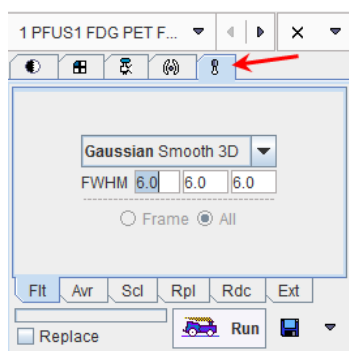 1 PFUS1 FDG PET F...
Gaussian Smooth 3D
FWHM 6.0 6.0 6.0
Frame All
Flt Avr Scl Rpl Rdc Ext
Replace Run